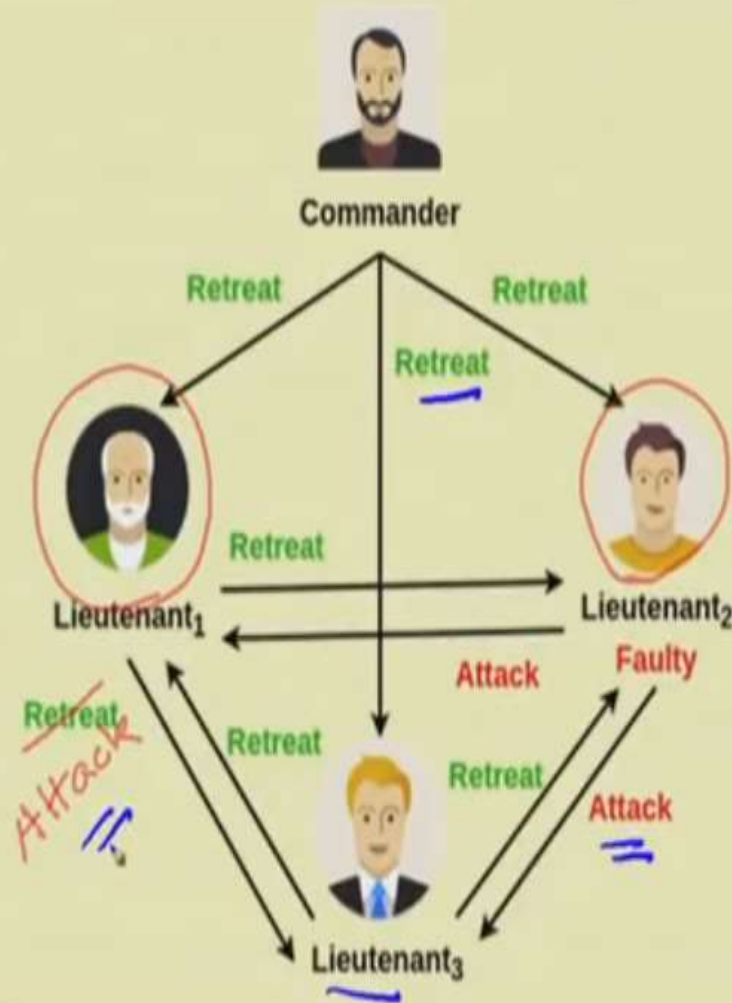 Commander
Retreat
Retreat
Retreat
Retreat
Lieutenant₁
Lieutenant₂
Attack
Faulty
Retreat
Attack
Retreat
Retreat
Attack
Lieutenant₃